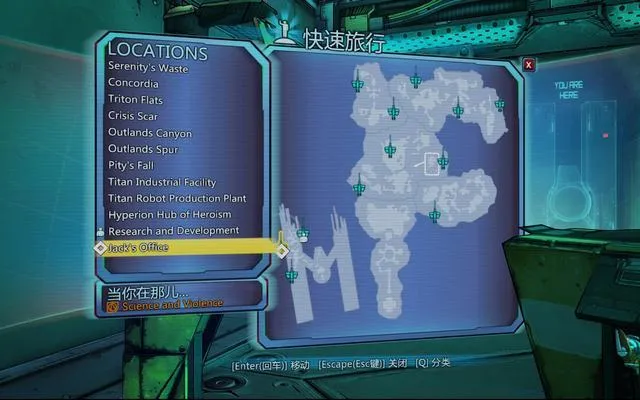 快速旅行
LOCATIONS
Serenity's Waste
Concordia
Triton Flats
Crisis Scar
Outlands Canyon
Outlands Spur
Pity's Fall
Titan Industrial Facility
Titan Robot Production Plant
Hyperion Hub of Heroism
Research and Development
Jack's Office
当你在那儿...
Science and Violence
X
YOU ARE
HERE
[Enter(回车)] 移动 [Escape(Esc键)] 关闭 [Q] 分类